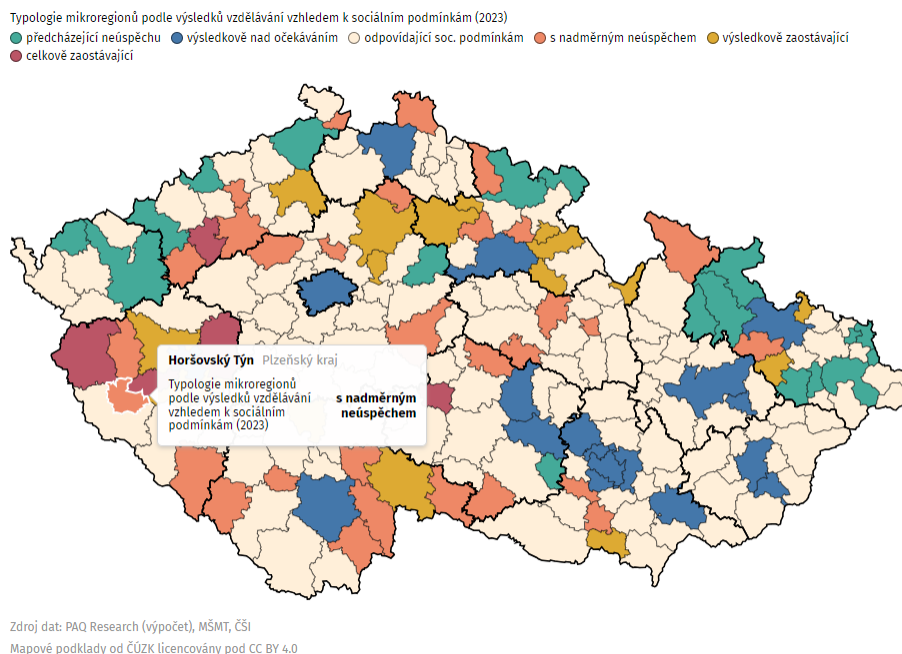 Typologie mikroregionů podle výsledků vzdělávání vzhledem k sociálním podmínkám (2023)
předcházející neúspěchu výsledkově nad očekáváním odpovídající soc. podmínkám s nadměrným neúspěchem výsledkově zaostávající
celkově zaostávající
Horšovský Týn Plzeňský kraj
Typologie mikroregionů
podle výsledků vzdělávání
vzhledem k sociálním
podmínkám (2023)
s nadměrným
neúspěchem
Zdroj dat: PAQ Research (výpočet), MŠMT, ČŠI
Mapové podklady od ČÚZK licencovány pod CC BY 4.0